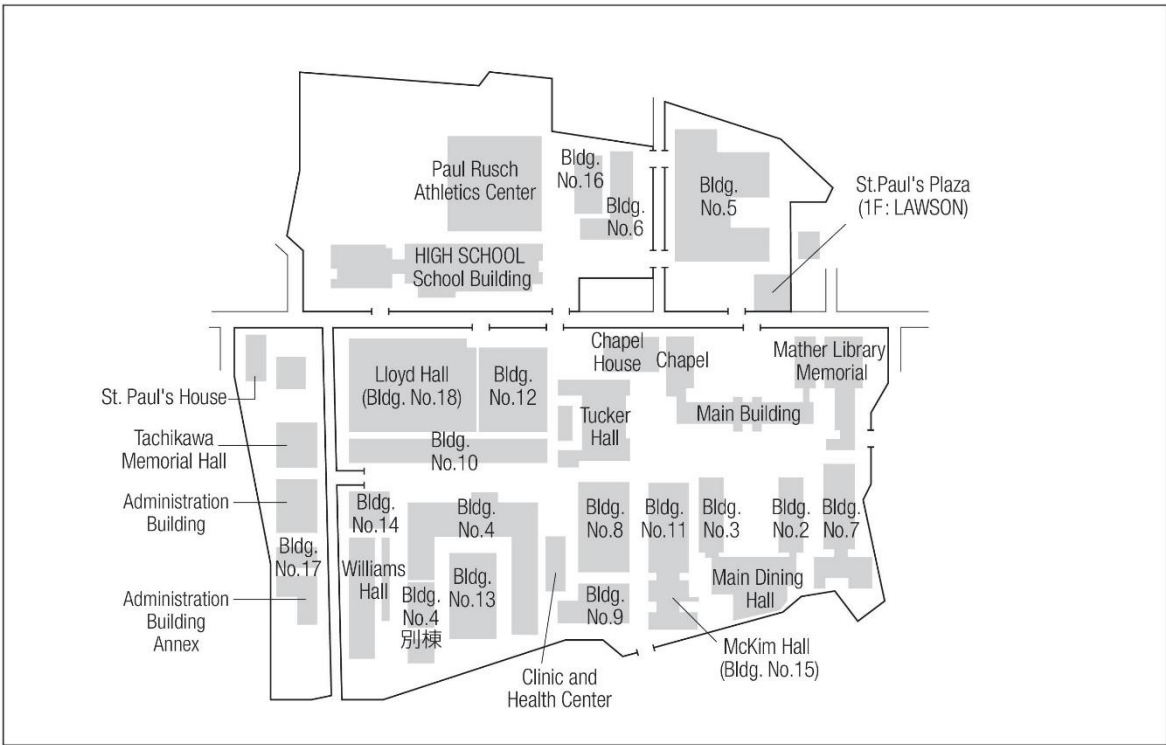 Paul Rusch
Athletics Center
Bldg.
No.16
Bldg.
No.6
Bldg.
No.5
St.Paul's Plaza
(1F: LAWSON)
HIGH SCHOOL
School Building
St. Paul's House
Lloyd Hall
(Bldg. No.18)
Bldg.
No.12
Chapel
House
Chapel
Mather Library
Memorial
Main Building
Tucker
Hall
Tachikawa
Memorial Hall
Bldg.
No.10
Administration
Building
Bldg.
No.14
Bldg.
No.4
Bldg.
No.8
Bldg.
No.11
Bldg.
No.3
Bldg.
No.2
Bldg.
No.7
Bldg.
No.17
Williams
Hall
Bldg.
No.13
Main Dining
Hall
Administration
Building
Annex
Bldg.
No.4
別棟
Bldg.
No.9
McKim Hall
(Bldg. No.15)
Clinic and
Health Center